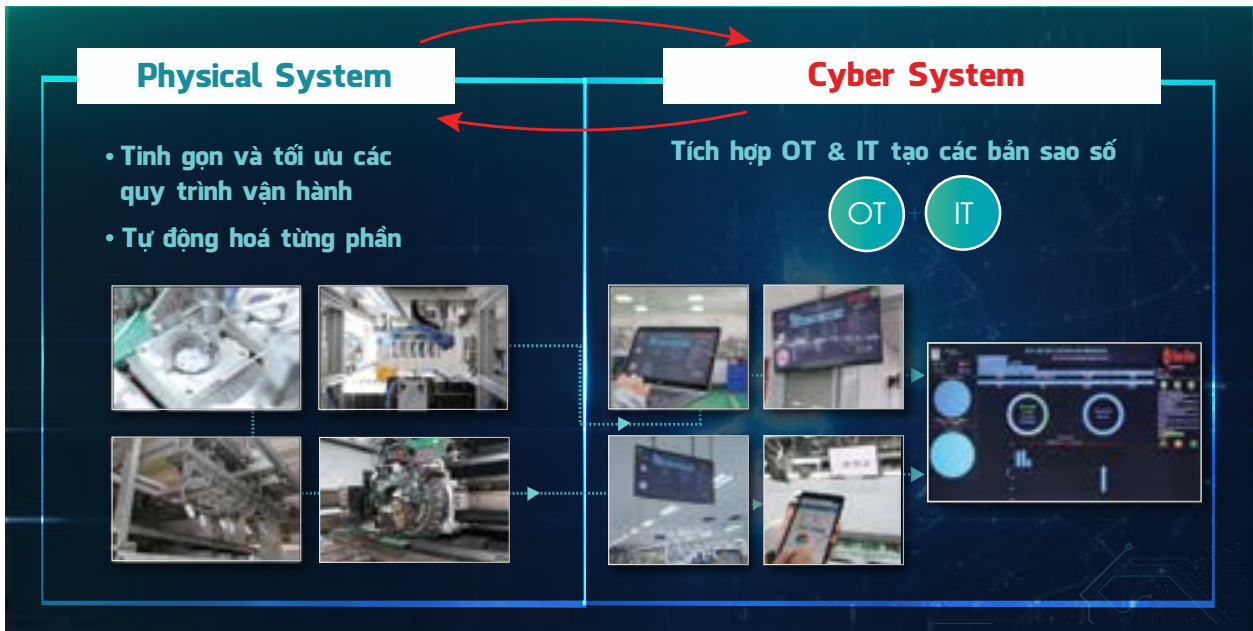 Physical System
Cyber System
• Tinh gọn và tối ưu các
quy trình vận hành
• Tự động hoá từng phần
Tích hợp OT & IT tạo các bản sao số
OT + IT